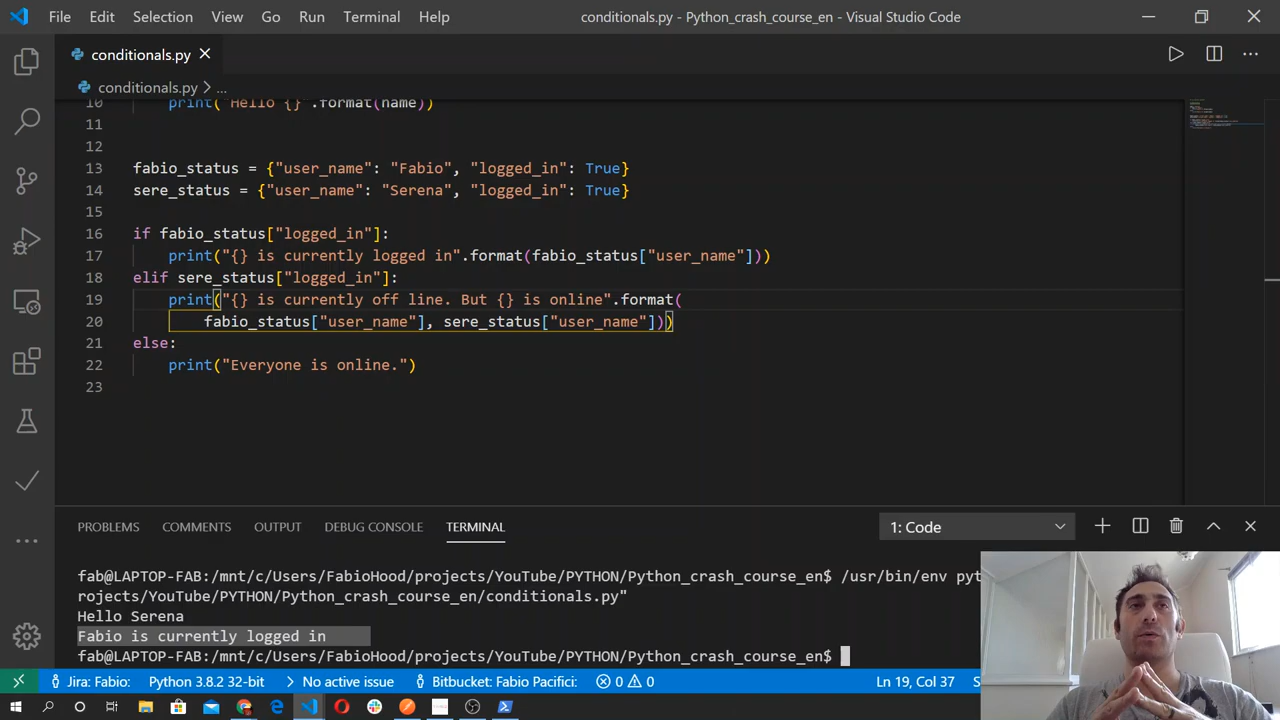 File Edit Selection View Go Run Terminal Help conditionals.py - Python_crash_course_en - Visual Studio Code
conditionals.py
conditionals.py > ...
10 print("Hello {}".format(name))
11
12
13 fabio_status = {"user_name": "Fabio", "logged_in": True}
14 sere_status = {"user_name": "Serena", "logged_in": True}
15
16 if fabio_status["logged_in"]:
17 print("{} is currently logged in".format(fabio_status["user_name"]))
18 elif sere_status["logged_in"]:
19 print("{} is currently off line. But {} is online".format(
20 fabio_status["user_name"], sere_status["user_name"]))
21 else:
22 print("Everyone is online.")
23
PROBLEMS COMMENTS OUTPUT DEBUG CONSOLE TERMINAL 1: Code
fab@LAPTOP-FAB:/mnt/c/Users/FabioHood/projects/YouTube/PYTHON/Python_crash_course_en$ /usr/bin/env pyt
rojects/YouTube/PYTHON/Python_crash_course_en/conditionals.py"
Hello Serena
Fabio is currently logged in
fab@LAPTOP-FAB:/mnt/c/Users/FabioHood/projects/YouTube/PYTHON/Python_crash_course_en$
Jira: Fabio: Python 3.8.2 32-bit No active issue Bitbucket: Fabio Pacifici: 0 0 Ln 19, Col 37 S